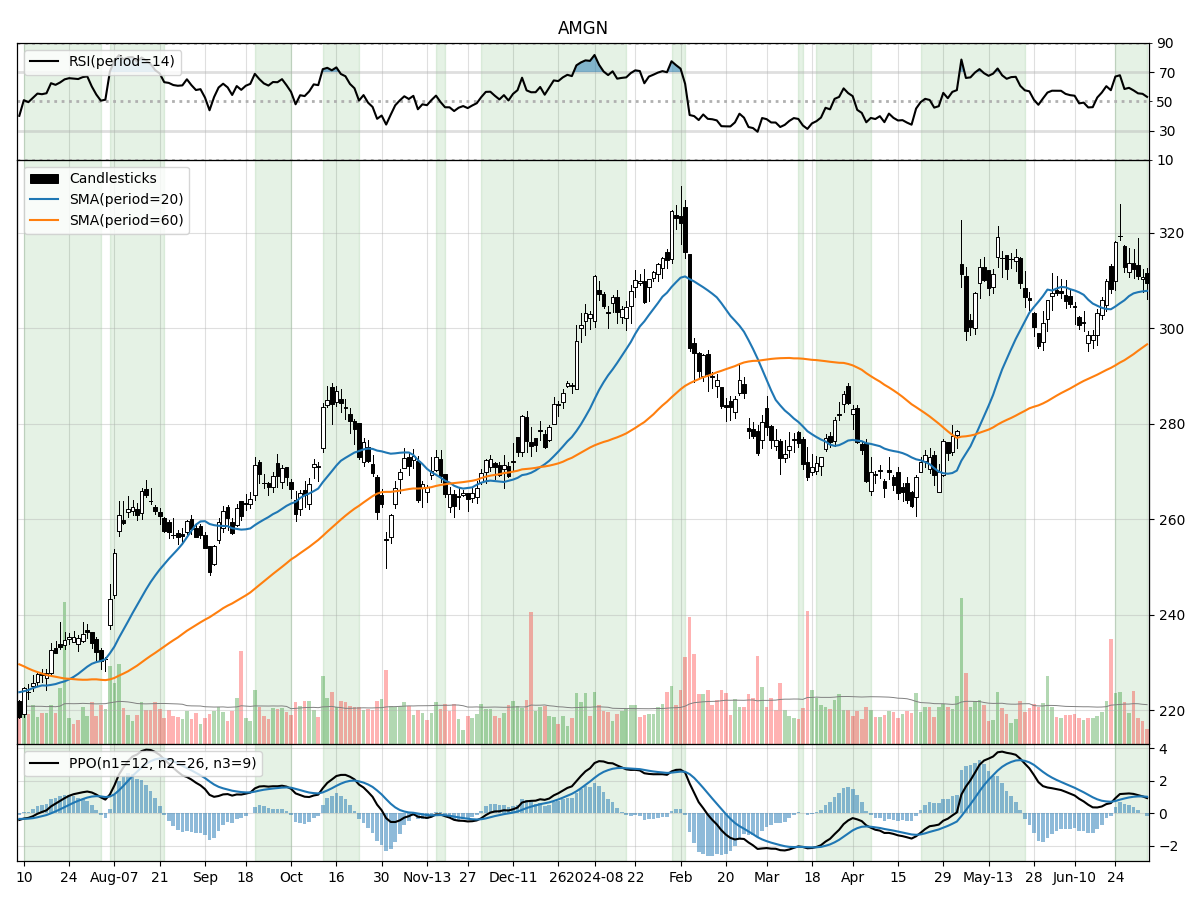 AMGN
RSI(period=14)
90
70
50
30
10
Candlesticks
SMA(period=20)
SMA(period=60)
320
300
280
260
240
220
PPO(n1=12, n2=26, n3=9)
4
2
0
−2
10 24 Aug-07 21 Sep 18 Oct 16 30 Nov-13 27 Dec-11 26 2024-08 22 Feb 20 Mar 18 Apr 15 29 May-13 28 Jun-10 24